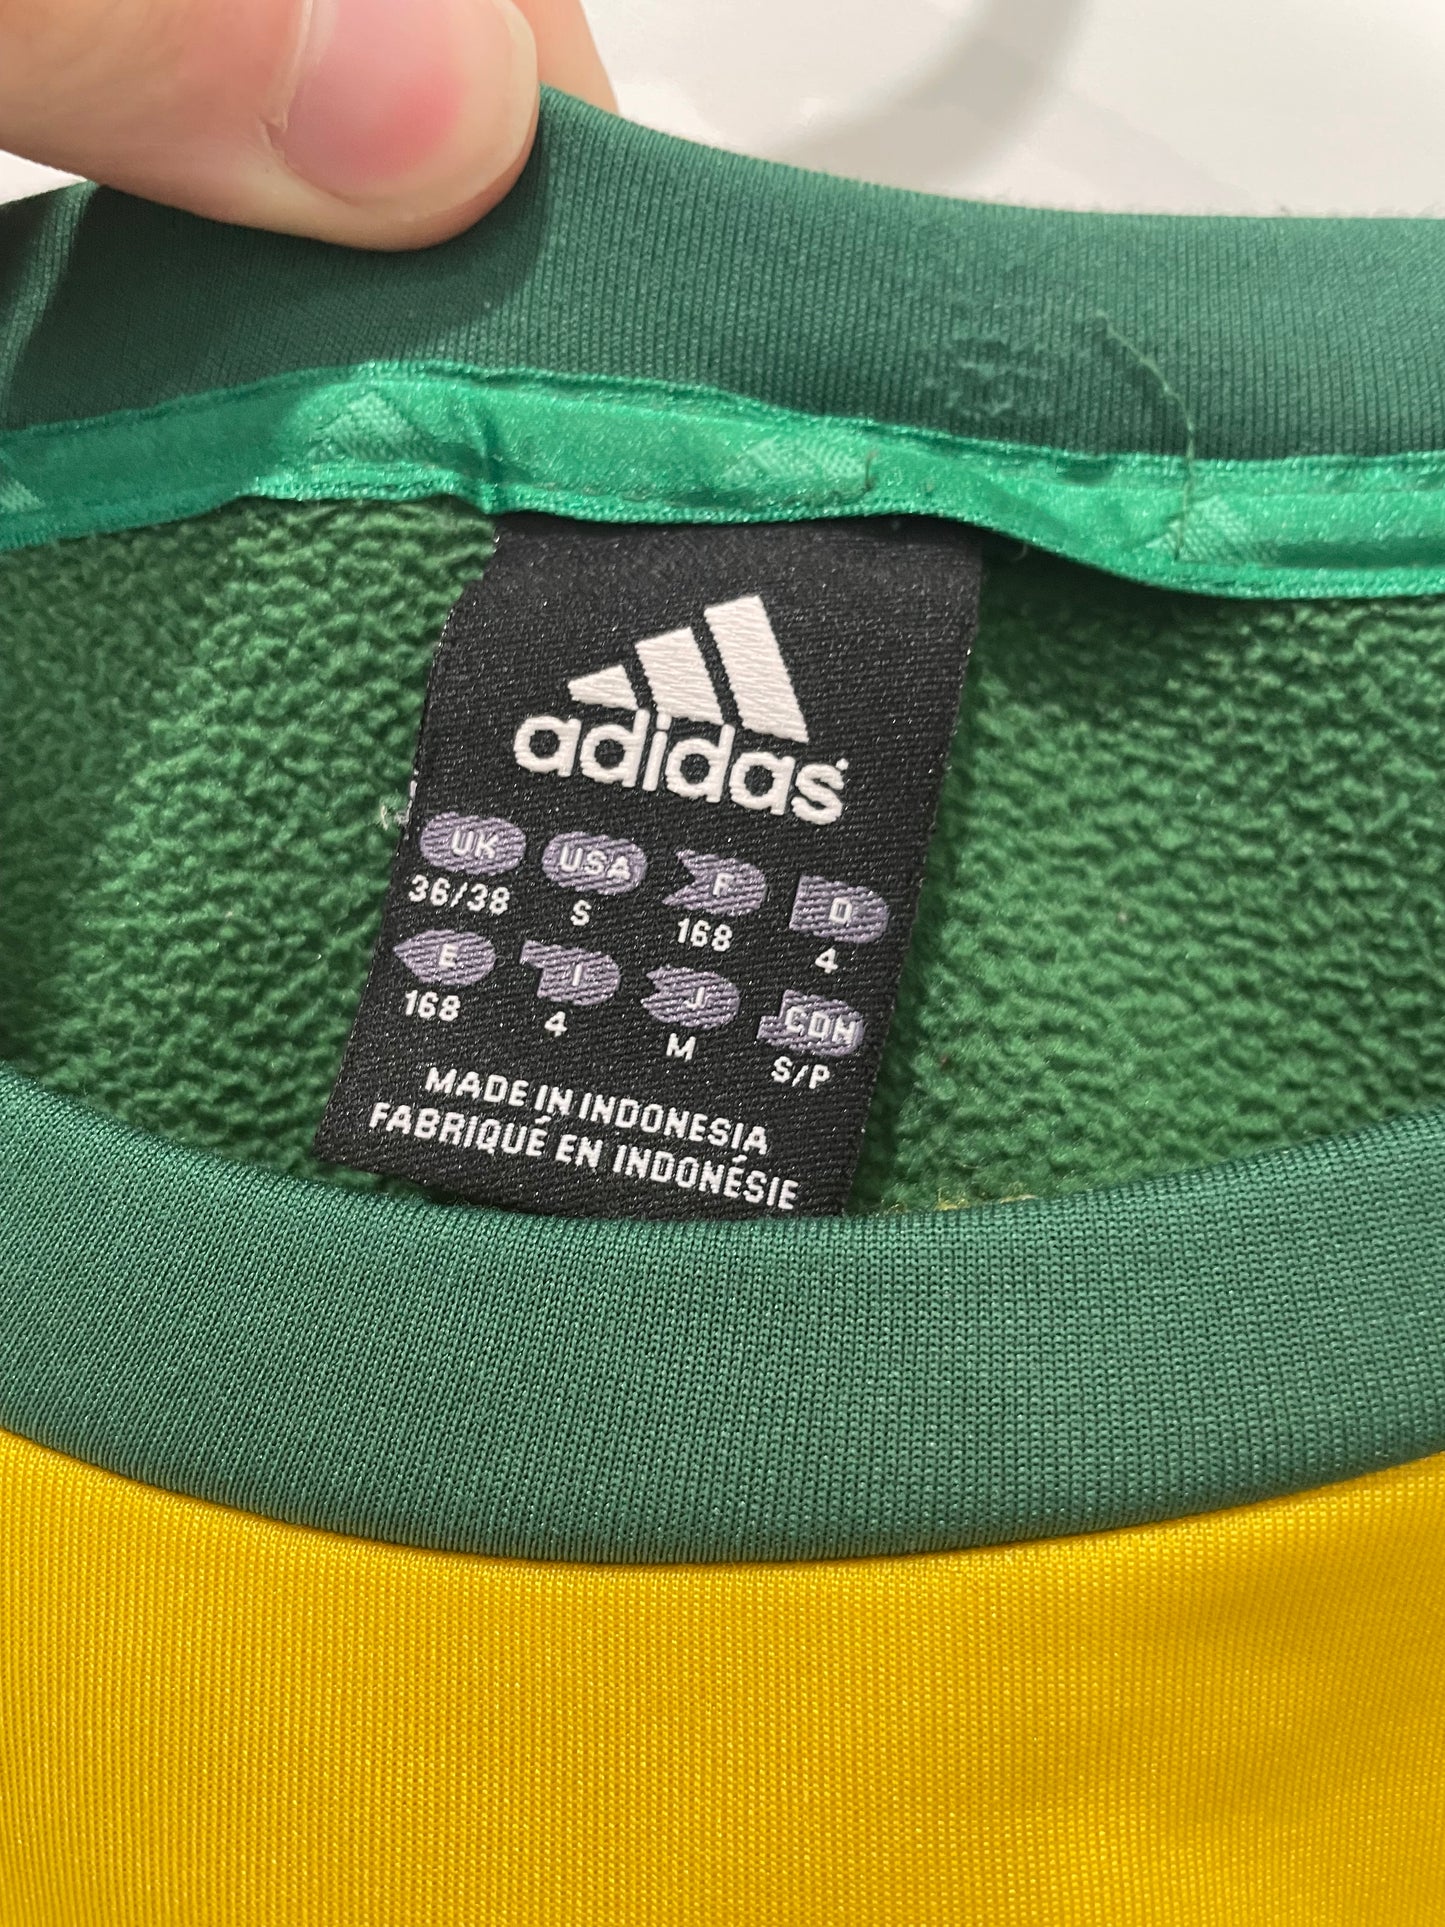 adidas
UK USA F D
36/38 S 168 4
E I J CDN
168 4 M S/P
MADE IN INDONESIA
FABRIQUÉ EN INDONÉSIE